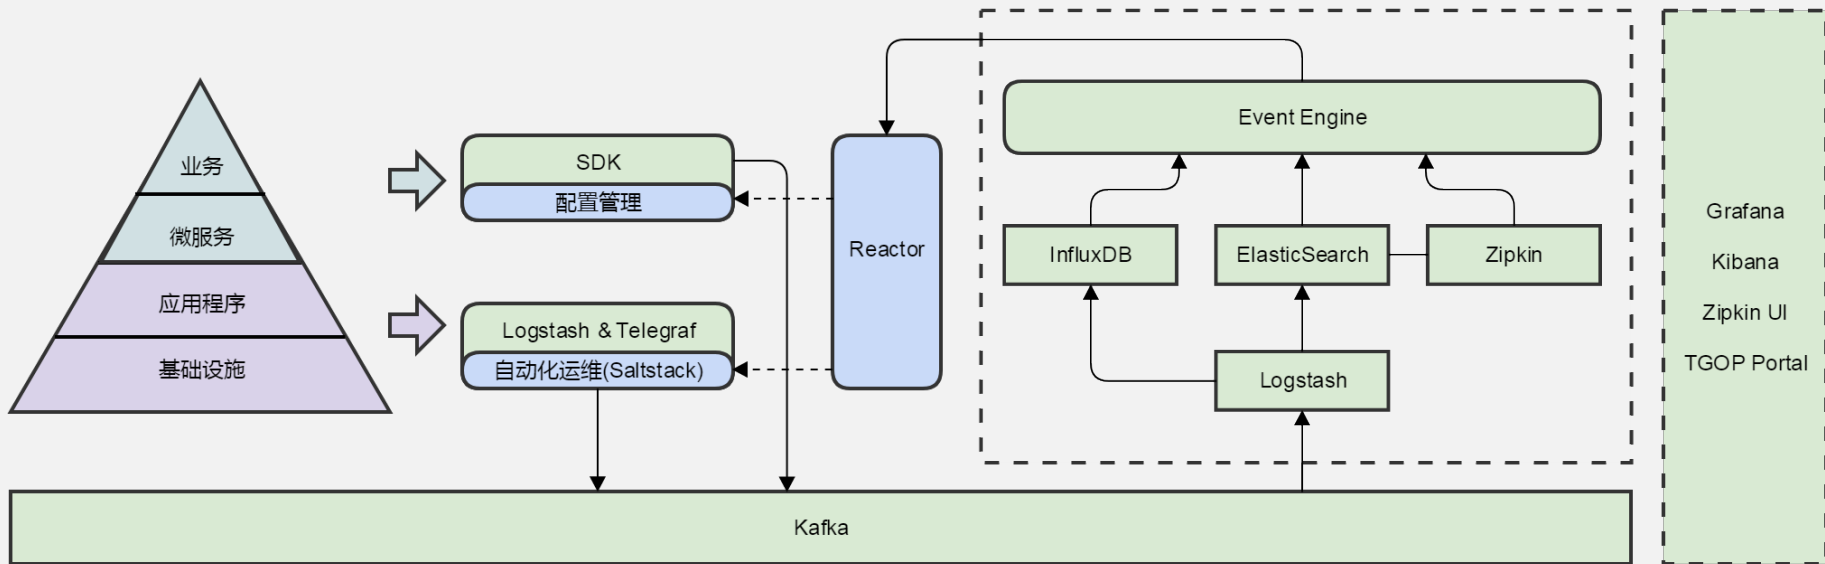 业务
微服务
应用程序
基础设施
SDK
配置管理
Logstash & Telegraf
自动化运维(Saltstack)
Reactor
Event Engine
InfluxDB
ElasticSearch
Zipkin
Logstash
Kafka
Grafana
Kibana
Zipkin UI
TGOP Portal